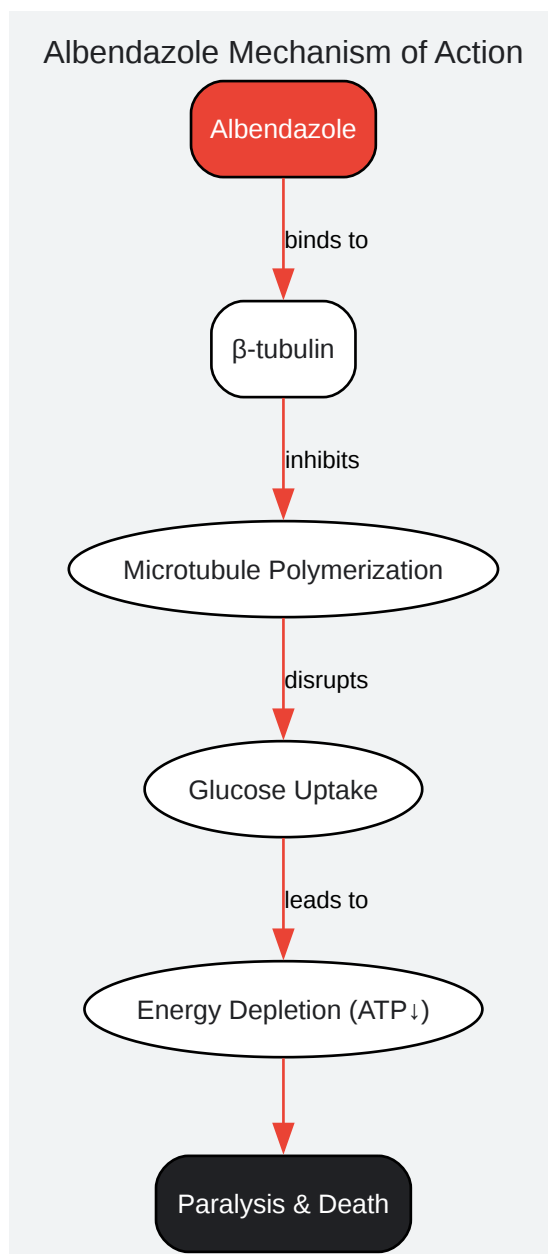 Albendazole Mechanism of Action
Albendazole
binds to
β-tubulin
inhibits
Microtubule Polymerization
disrupts
Glucose Uptake
leads to
Energy Depletion (ATP↓)
Paralysis & Death